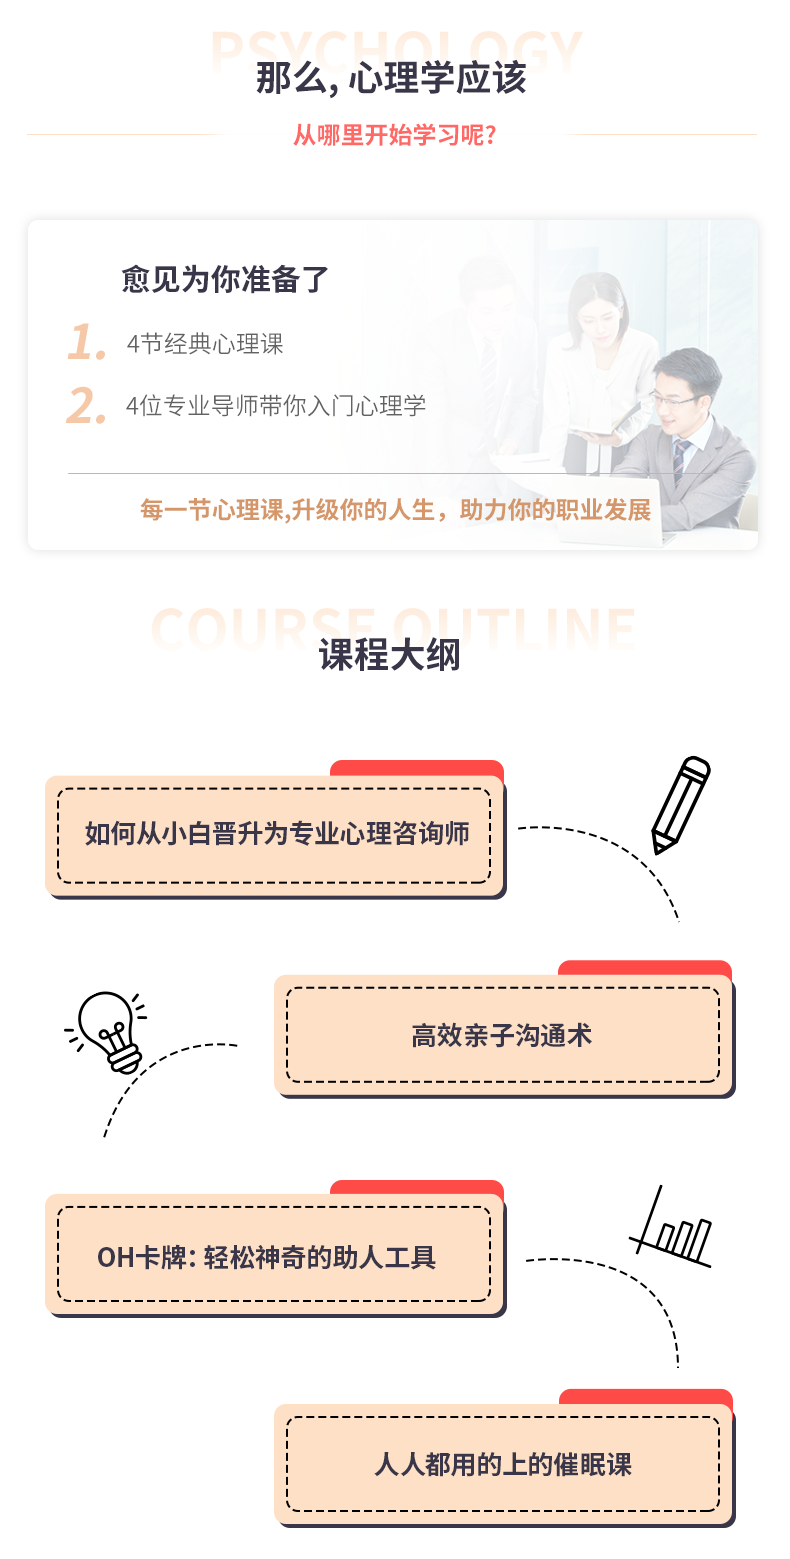 PSYCHOLOGY
那么, 心理学应该
从哪里开始学习呢?
愈见为你准备了
1. 4节经典心理课
2. 4位专业导师带你入门心理学
每一节心理课,升级你的人生，助力你的职业发展
COURSE OUTLINE
课程大纲
如何从小白晋升为专业心理咨询师
高效亲子沟通术
OH卡牌: 轻松神奇的助人工具
人人都用的上的催眠课